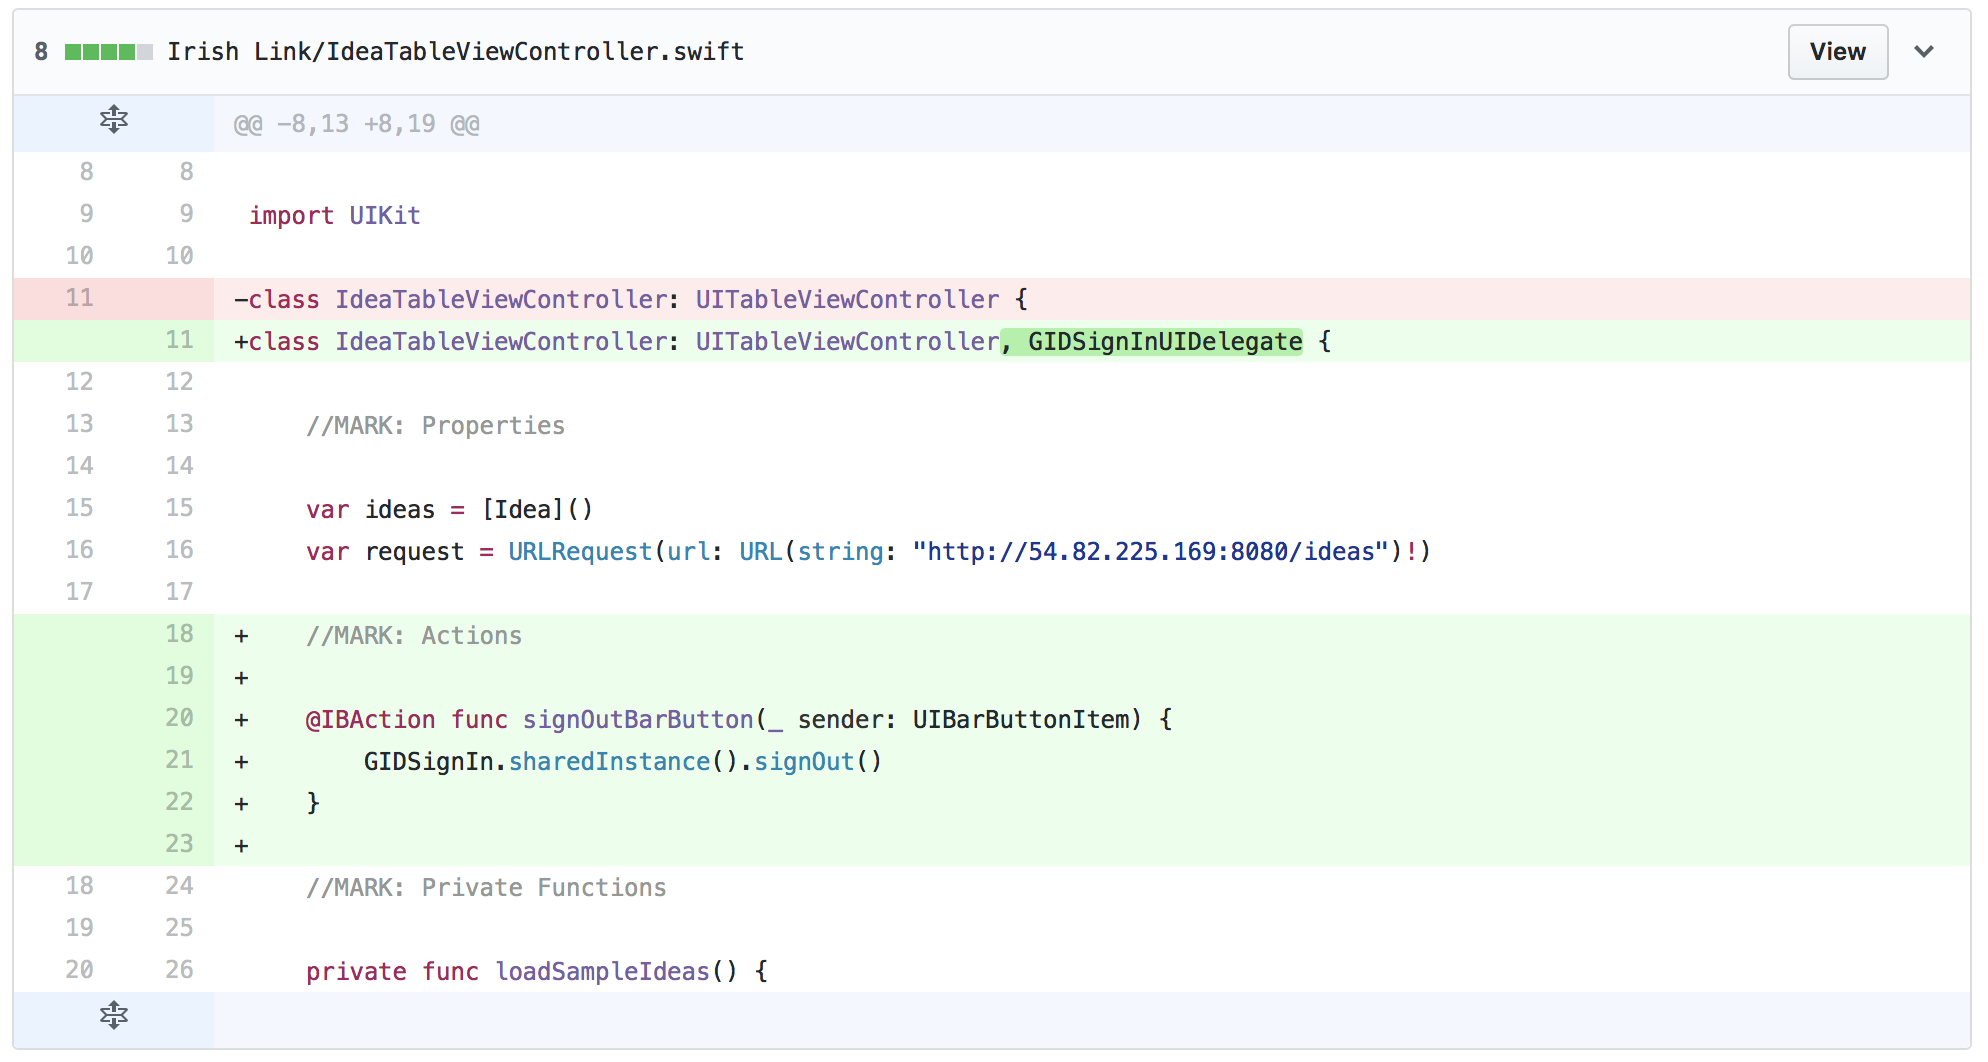 8 Irish Link/IdeaTableViewController.swift View
@@ -8,13 +8,19 @@
8 8
9 9 import UIKit
10 10
11 -class IdeaTableViewController: UITableViewController {
11 +class IdeaTableViewController: UITableViewController, GIDSignInUIDelegate {
12 12
13 13 //MARK: Properties
14 14
15 15 var ideas = [Idea]()
16 16 var request = URLRequest(url: URL(string: "http://54.82.225.169:8080/ideas")!)
17 17
18 + //MARK: Actions
19 +
20 + @IBAction func signOutBarButton(_ sender: UIBarButtonItem) {
21 + GIDSignIn.sharedInstance().signOut()
22 + }
23 +
18 24 //MARK: Private Functions
19 25
20 26 private func loadSampleIdeas() {